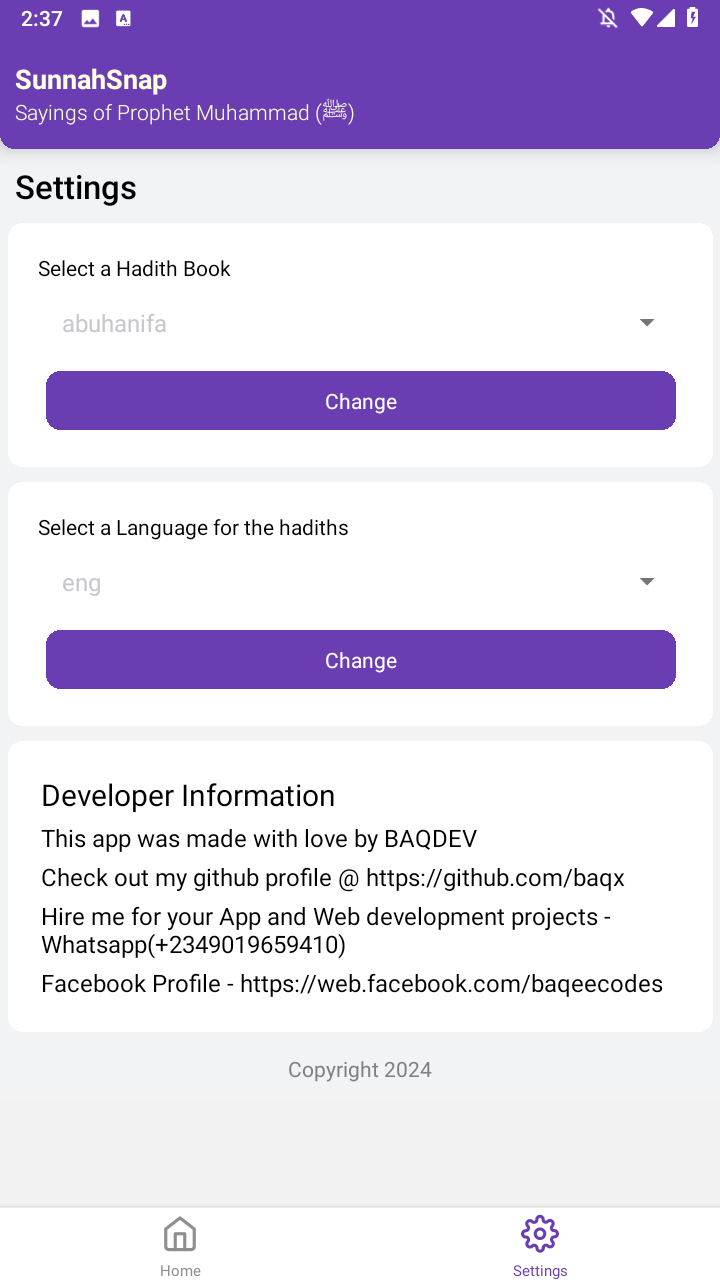 2:37
SunnahSnap
Sayings of Prophet Muhammad (ﷺ)
Settings
Select a Hadith Book
abuhanifa
Change
Select a Language for the hadiths
eng
Change
Developer Information
This app was made with love by BAQDEV
Check out my github profile @ https://github.com/baqx
Hire me for your App and Web development projects -
Whatsapp(+2349019659410)
Facebook Profile - https://web.facebook.com/baqeecodes
Copyright 2024
Home
Settings